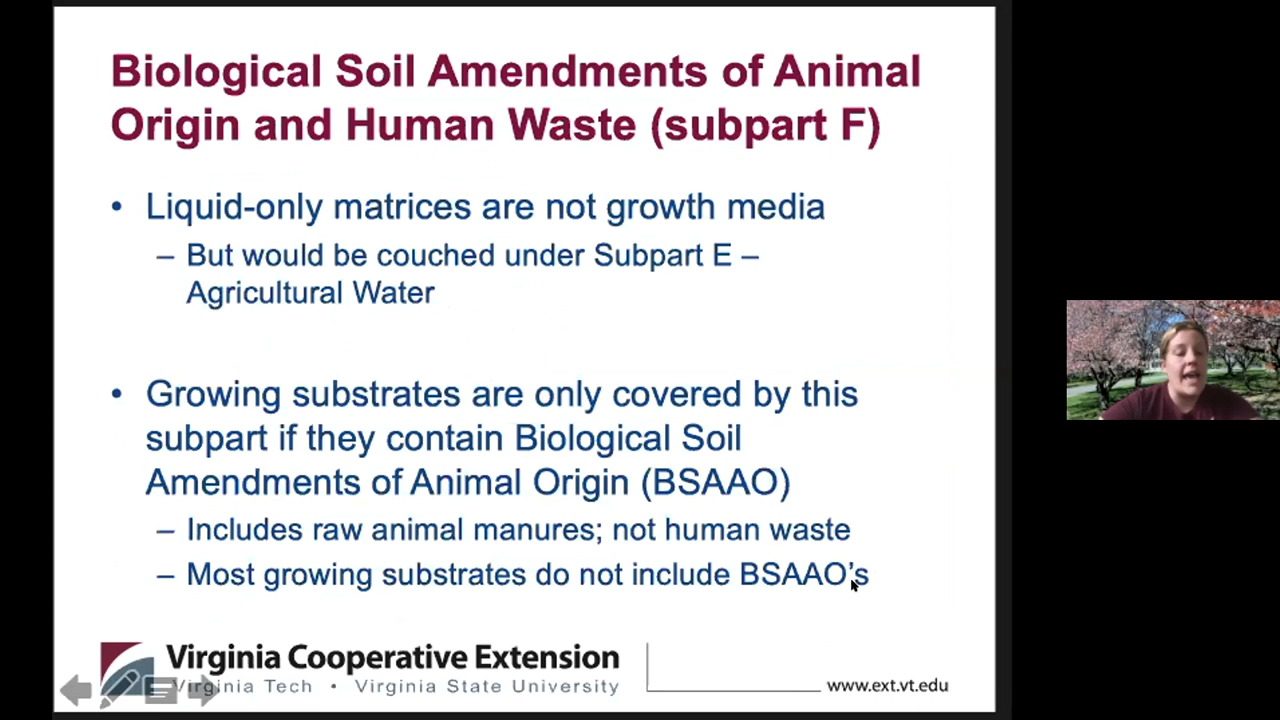 Biological Soil Amendments of Animal
Origin and Human Waste (subpart F)
• Liquid-only matrices are not growth media
– But would be couched under Subpart E –
Agricultural Water
• Growing substrates are only covered by this
subpart if they contain Biological Soil
Amendments of Animal Origin (BSAAO)
– Includes raw animal manures; not human waste
– Most growing substrates do not include BSAAO's
Virginia Cooperative Extension
Virginia Tech • Virginia State University
www.ext.vt.edu